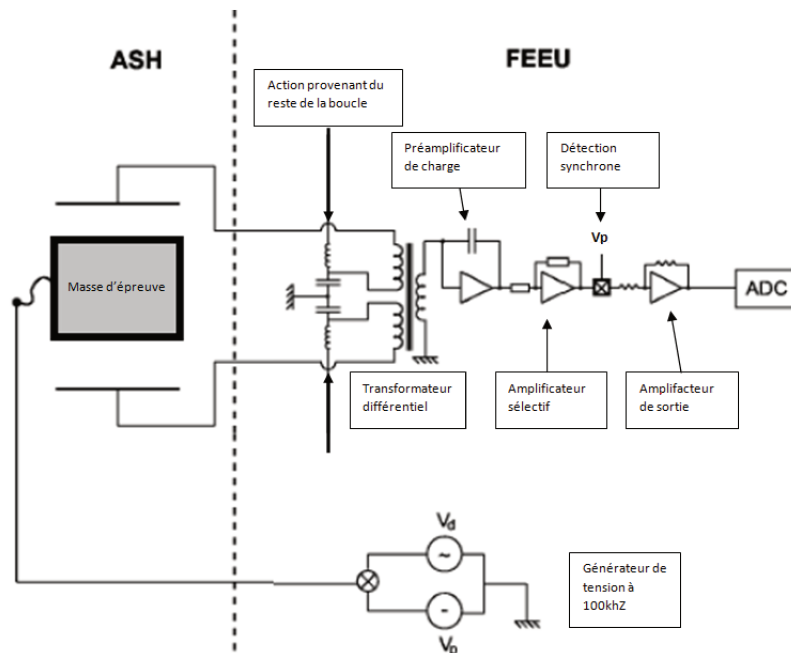 ASH
FEEU
Action provenant du
reste de la boucle
Préamplificateur
de charge
Détection
synchrone
Vp
Masse d'épreuve
ADC
Transformateur
différentiel
Amplificateur
sélectif
Amplifacteur
de sortie
Vd
~
-
Vp
Générateur de
tension à
100khZ